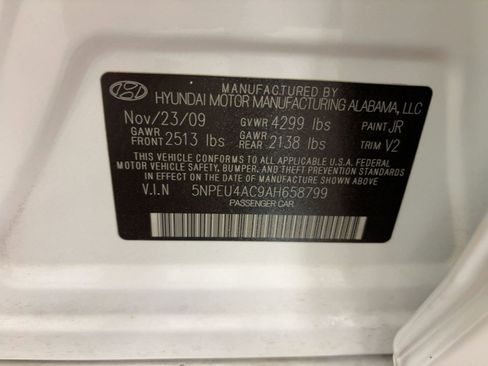 MANUFACTURED BY
HYUNDAI MOTOR MANUFACTURING ALABAMA, LLC
Nov/23/09 GVWR 4299 lbs PAINT JR
GAWR FRONT 2513 lbs GAWR REAR 2138 lbs TRIM V2
THIS VEHICLE CONFORMS TO ALL APPLICABLE U.S.A. FEDERAL
MOTOR VEHICLE SAFETY, BUMPER, AND THEFT PREVENTION STANDARDS
IN EFFECT ON THE DATE OF MANUFACTURE SHOWN ABOVE.
V.I.N 5NPEU4AC9AH658799
PASSENGER CAR